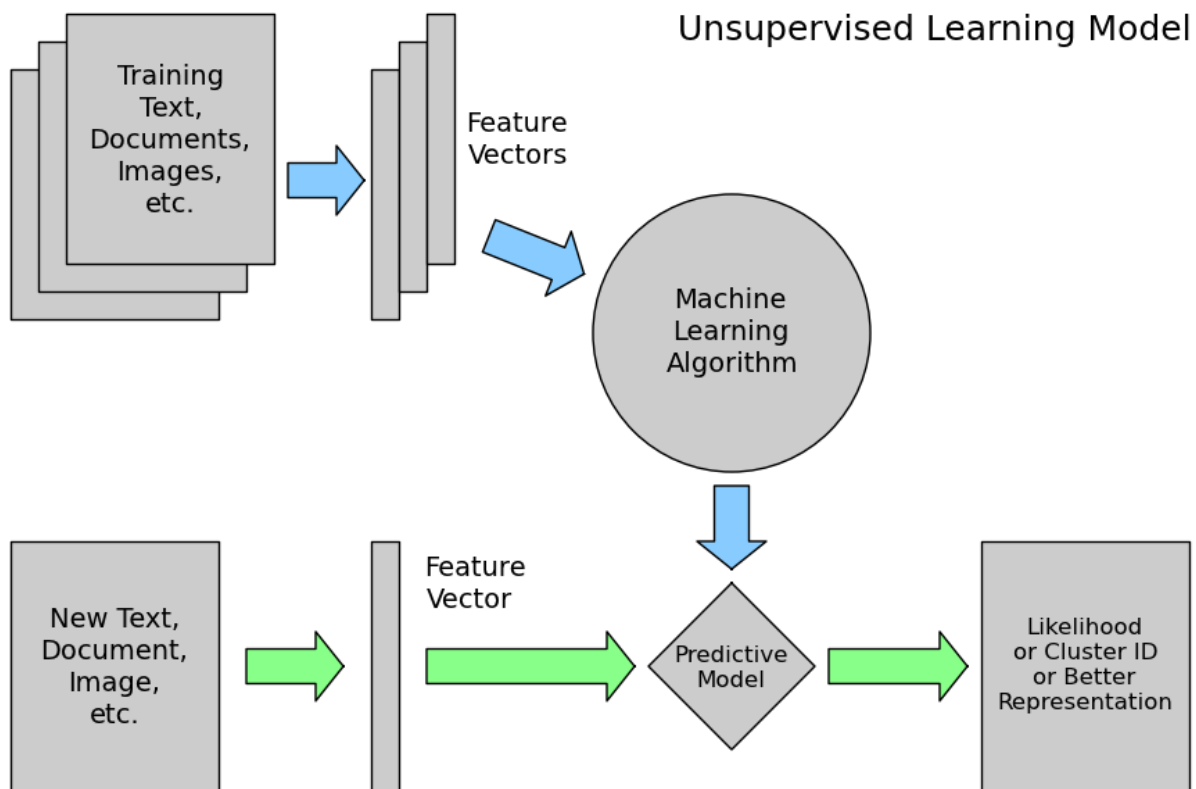 Unsupervised Learning Model
Training
Text,
Documents,
Images,
etc.
Feature
Vectors
Machine
Learning
Algorithm
New Text,
Document,
Image,
etc.
Feature
Vector
Predictive
Model
Likelihood
or Cluster ID
or Better
Representation